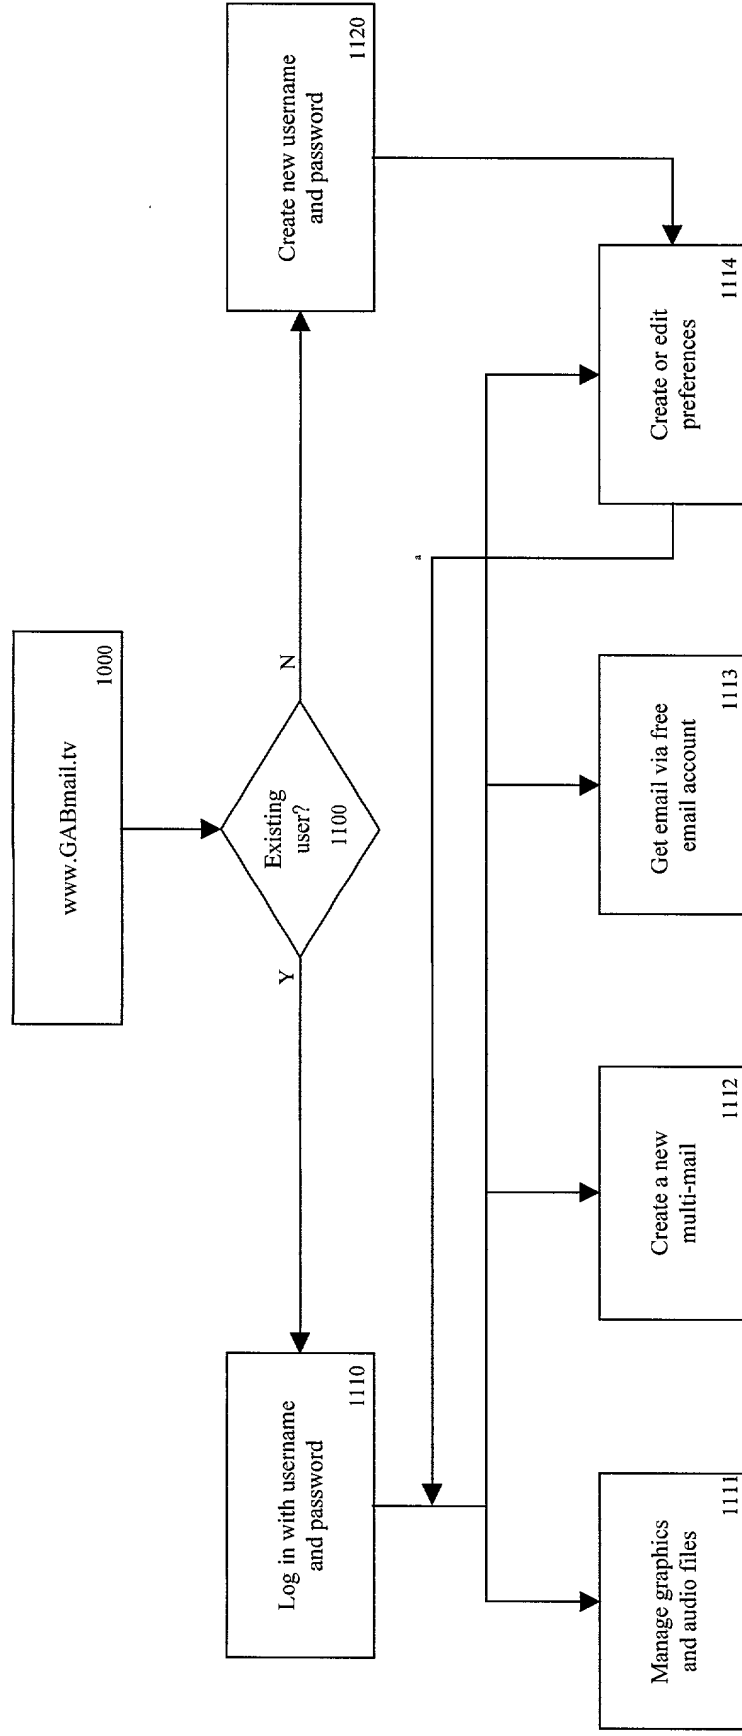 www.GABmail.tv
1000
Existing
user?
1100
Y
N
Log in with username
and password
1110
Create new username
and password
1120
a
Manage graphics
and audio files
1111
Create a new
multi-mail
1112
Get email via free
email account
1113
Create or edit
preferences
1114